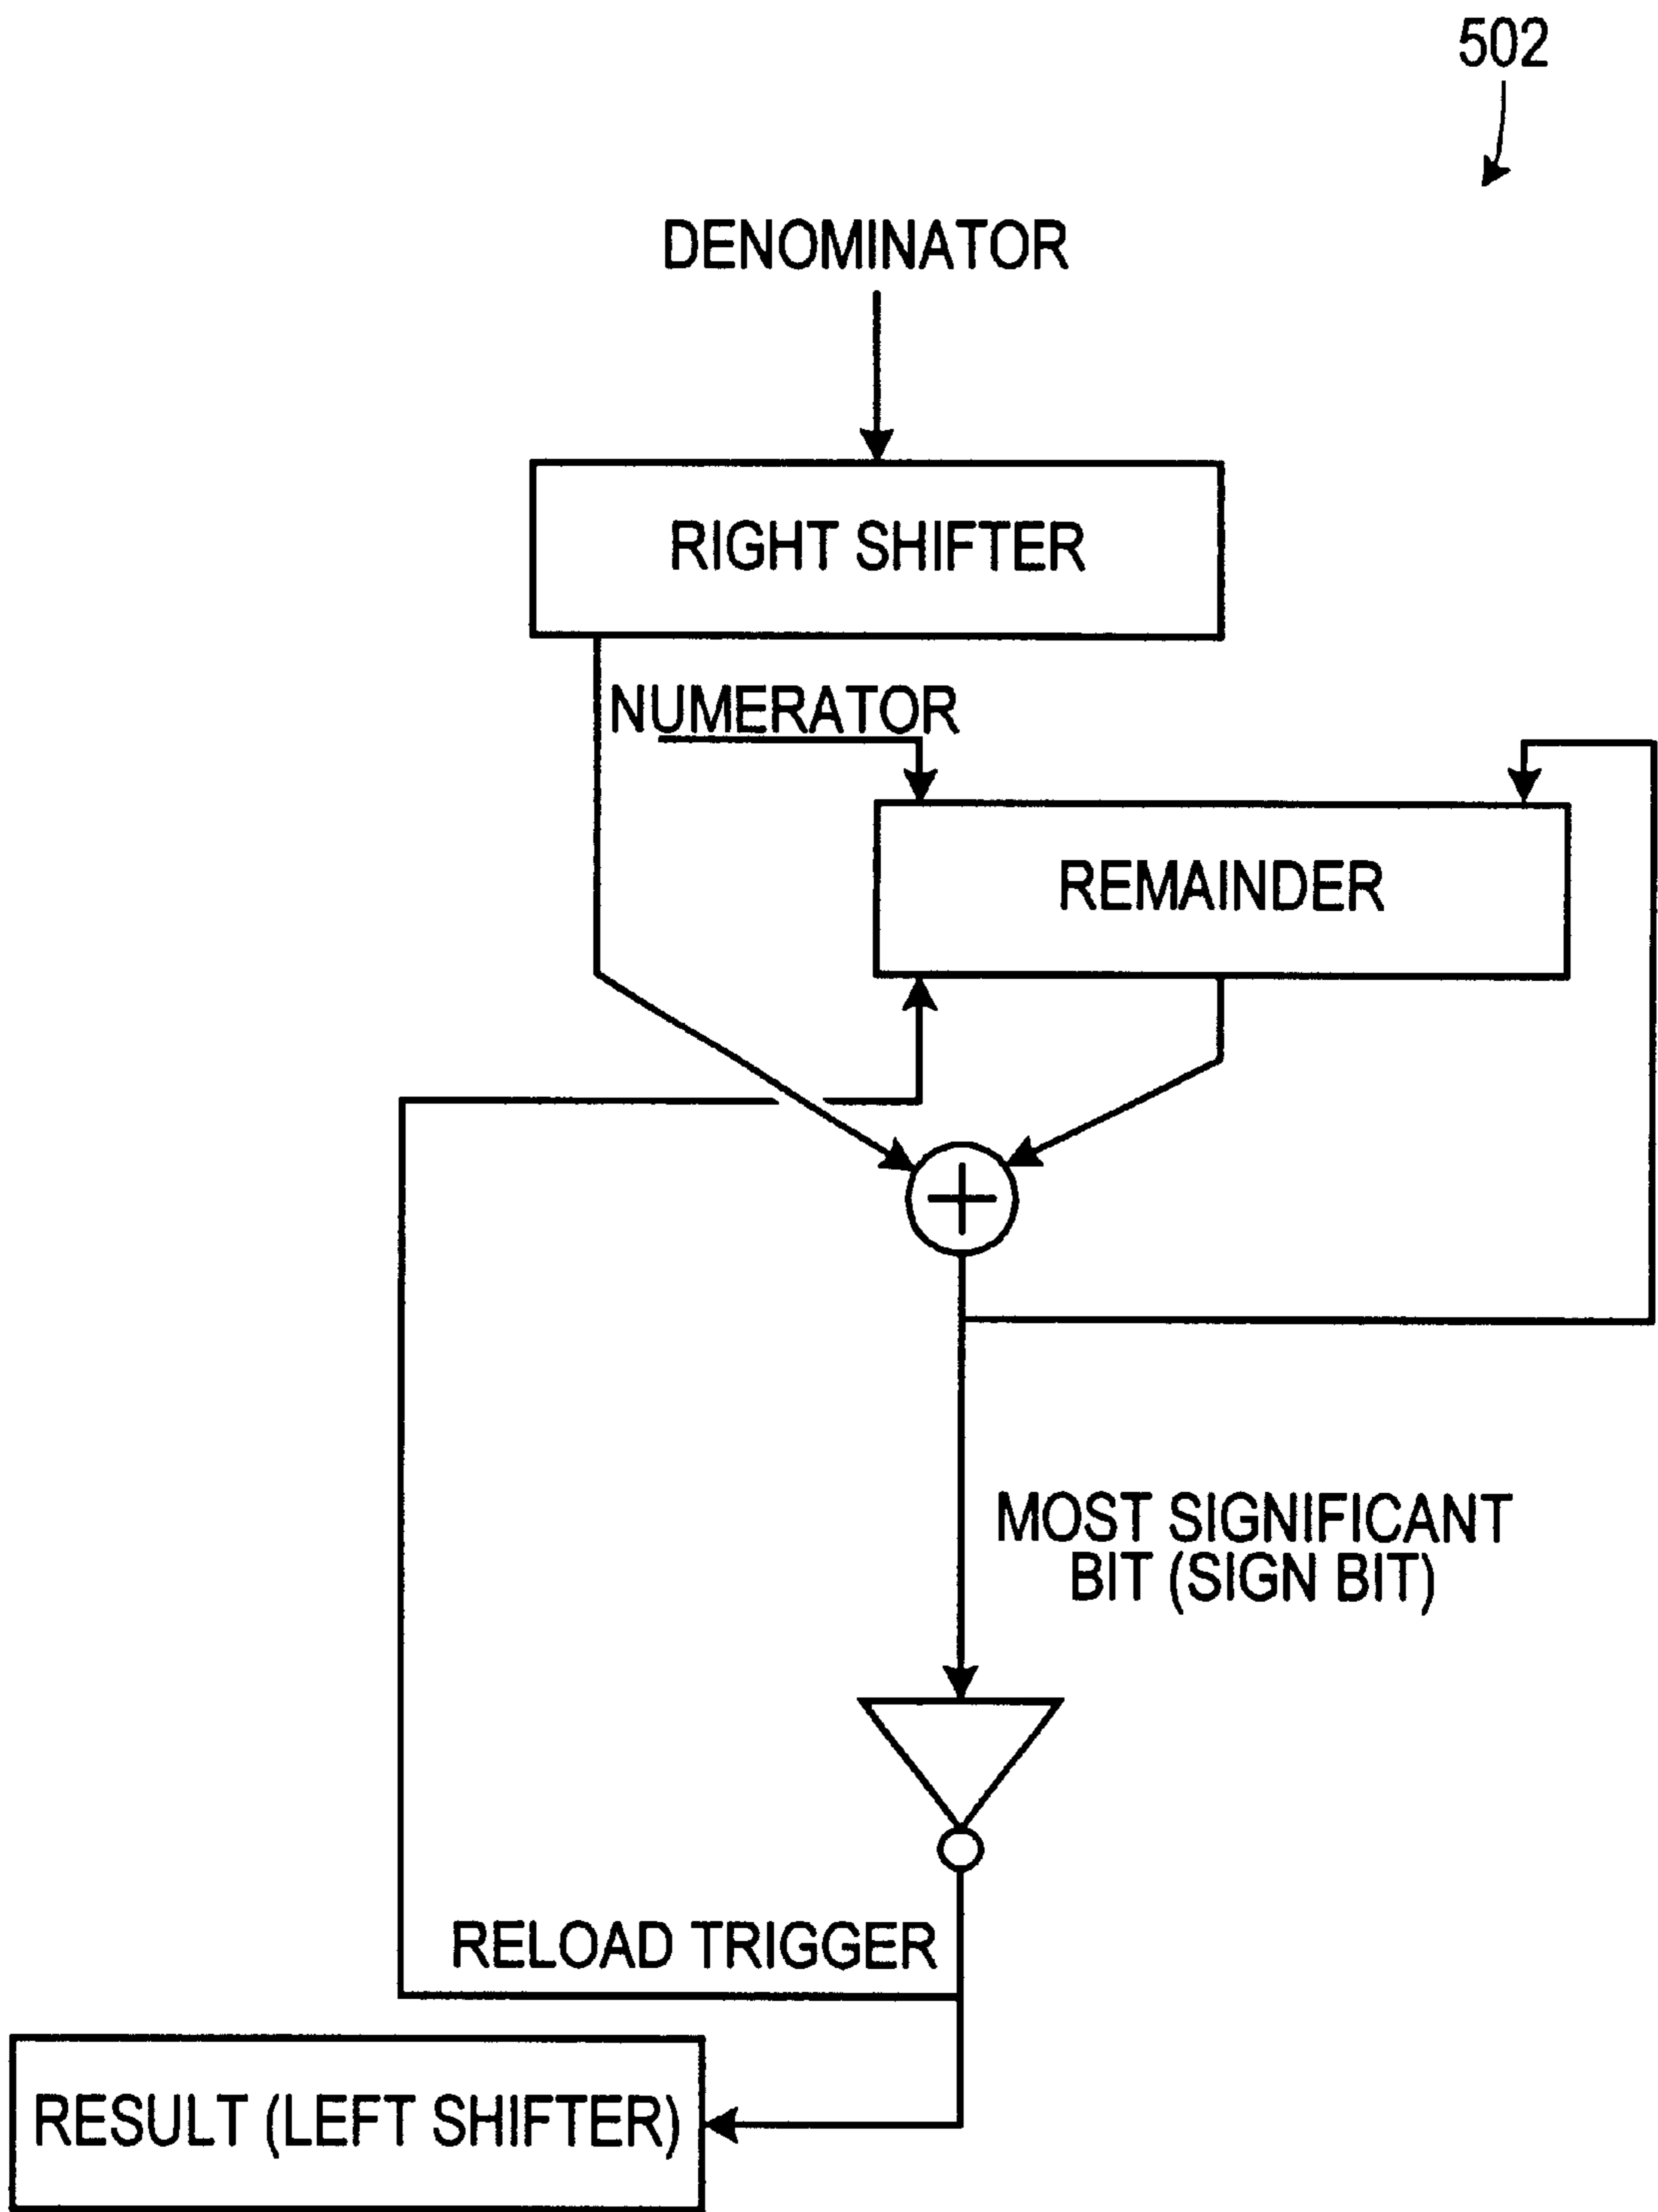 502
DENOMINATOR
RIGHT SHIFTER
NUMERATOR
REMAINDER
MOST SIGNIFICANT
BIT (SIGN BIT)
RELOAD TRIGGER
RESULT (LEFT SHIFTER)